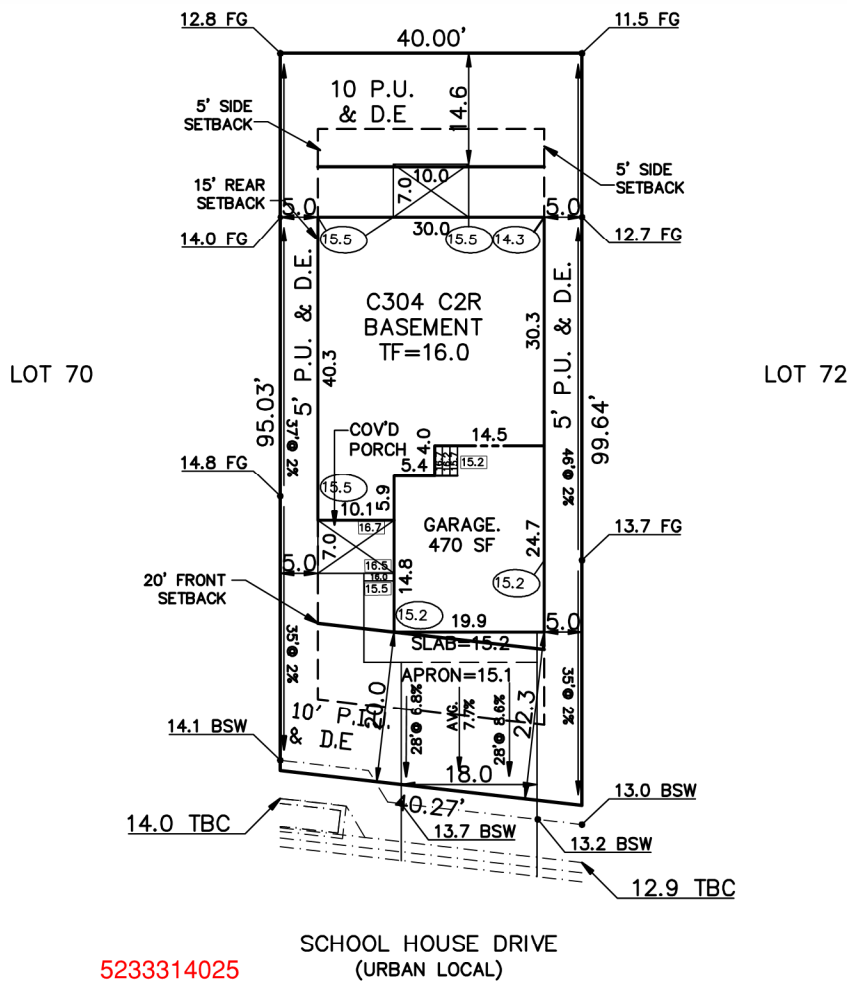 12.8 FG
40.00'
11.5 FG
10 P.U.
& D.E
14.6
5' SIDE
SETBACK
5' SIDE
SETBACK
15' REAR
SETBACK
7.0
10.0
5.0
30.0
5.0
14.0 FG
15.5
15.5
14.3
12.7 FG
5' P.U. & D.E.
C304 C2R
BASEMENT
TF=16.0
40.3
30.3
5' P.U. & D.E.
LOT 70
LOT 72
95.03'
99.64'
37'@ 2%
46'@ 2%
COV'D
PORCH
4.0
14.5
5.4
15.2
14.8 FG
15.5
5.9
10.1
16.7
GARAGE.
470 SF
24.7
13.7 FG
7.0
16.5
16.0
15.5
5.0
14.8
15.2
20' FRONT
SETBACK
15.2
19.9
5.0
SLAB=15.2
APRON=15.1
35'@ 2%
35'@ 2%
20.0
28'@ 6.8%
AVG.
7.7%
28'@ 8.6%
22.3
10' P.U.
& D.E
14.1 BSW
18.0
40.27'
13.0 BSW
14.0 TBC
13.7 BSW
13.2 BSW
12.9 TBC
SCHOOL HOUSE DRIVE
(URBAN LOCAL)
5233314025